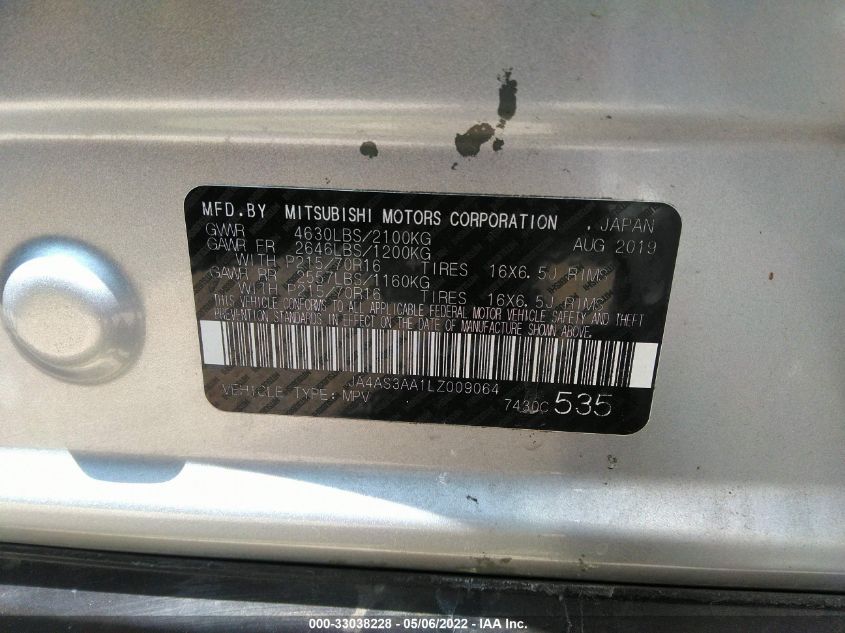 MFD.BY MITSUBISHI MOTORS CORPORATION . JAPAN
GVWR 4630LBS/2100KG AUG 2019
GAWR FR 2646LBS/1200KG
WITH P215/70R16 TIRES 16X6.5J RIMS
GAWR RR 2557LBS/1160KG
WITH P215/70R16 TIRES 16X6.5J RIMS
THIS VEHICLE CONFORMS TO ALL APPLICABLE FEDERAL MOTOR VEHICLE SAFETY AND THEFT
PREVENTION STANDARDS IN EFFECT ON THE DATE OF MANUFACTURE SHOWN ABOVE.
JA4AS3AA1LZ009064
VEHICLE TYPE: MPV 7430C 535
000-33038228 - 05/06/2022 - IAA Inc.